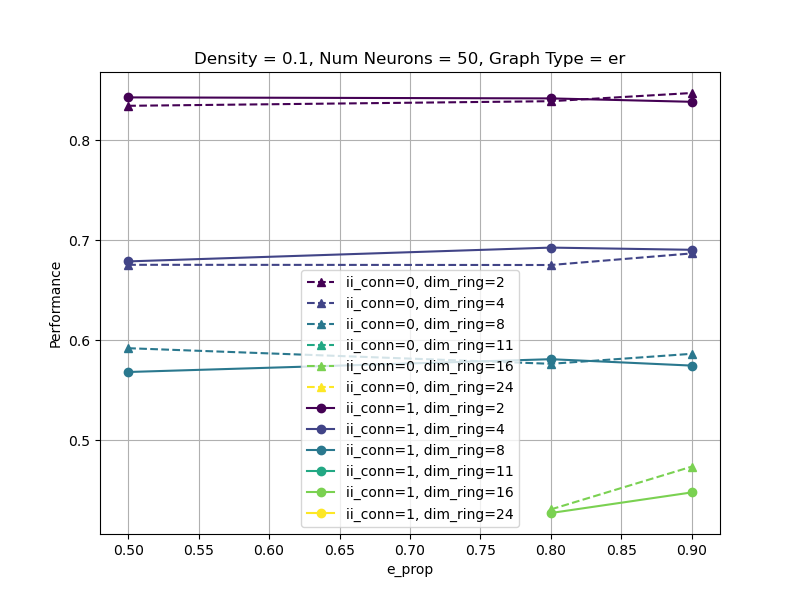 Density = 0.1, Num Neurons = 50, Graph Type = er
Performance
0.8
0.7
0.6
0.5
ii_conn=0, dim_ring=2
ii_conn=0, dim_ring=4
ii_conn=0, dim_ring=8
ii_conn=0, dim_ring=11
ii_conn=0, dim_ring=16
ii_conn=0, dim_ring=24
ii_conn=1, dim_ring=2
ii_conn=1, dim_ring=4
ii_conn=1, dim_ring=8
ii_conn=1, dim_ring=11
ii_conn=1, dim_ring=16
ii_conn=1, dim_ring=24
0.50 0.55 0.60 0.65 0.70 0.75 0.80 0.85 0.90
e_prop